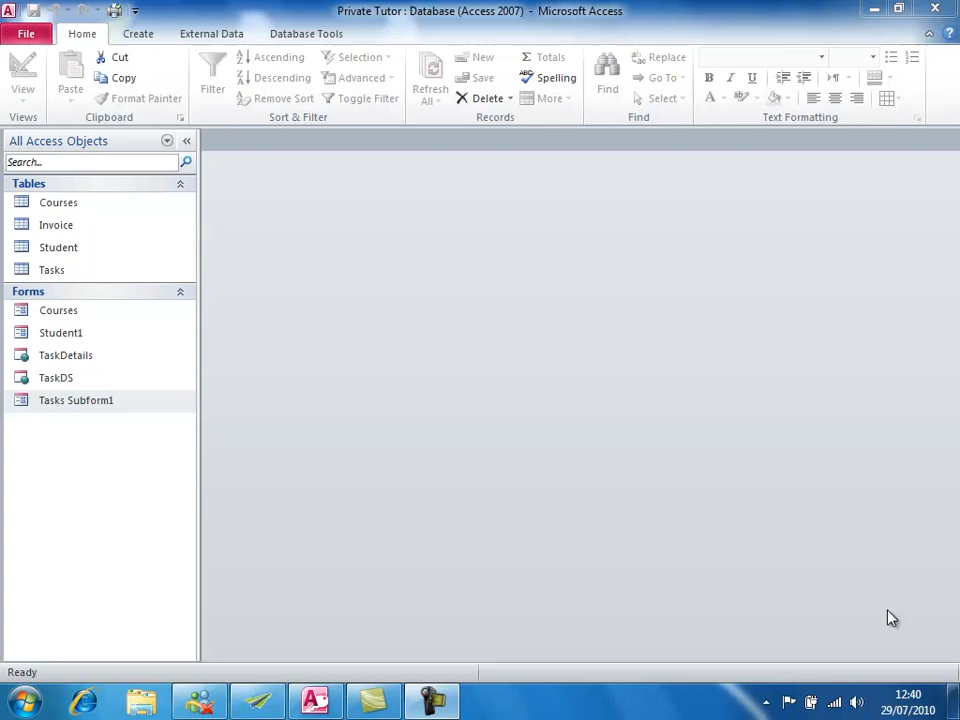 Private Tutor : Database (Access 2007) - Microsoft Access
File Home Create External Data Database Tools
View
Views
Paste
Cut
Copy
Format Painter
Clipboard
Filter
Ascending
Descending
Remove Sort
Selection
Advanced
Toggle Filter
Sort & Filter
Refresh
All
New
Save
Delete
Totals
Spelling
More
Records
Find
Replace
Go To
Select
Find
B I U
A
Text Formatting
All Access Objects
Search...
Tables
Courses
Invoice
Student
Tasks
Forms
Courses
Student1
TaskDetails
TaskDS
Tasks Subform1
Ready
12:40
29/07/2010